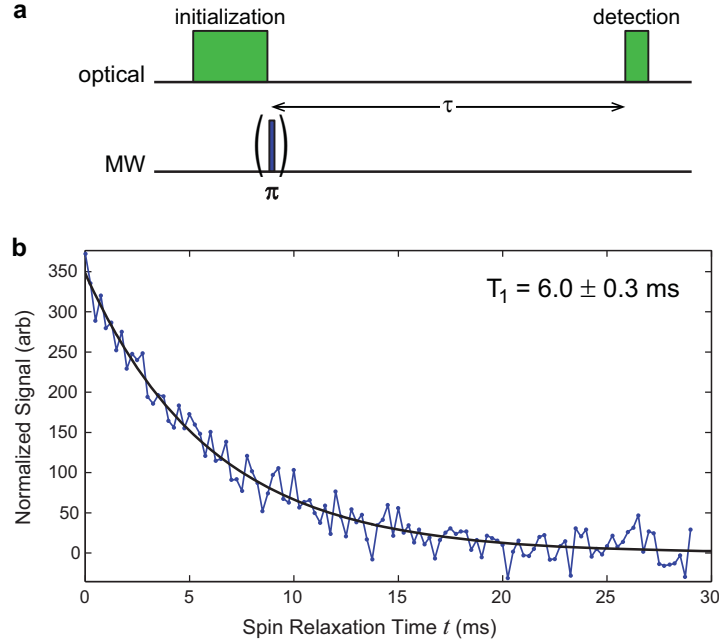 a
initialization
detection
optical
τ
MW
π
b
T₁ = 6.0 ± 0.3 ms
Normalized Signal (arb)
350
300
250
200
150
100
50
0
0 5 10 15 20 25 30
Spin Relaxation Time t (ms)